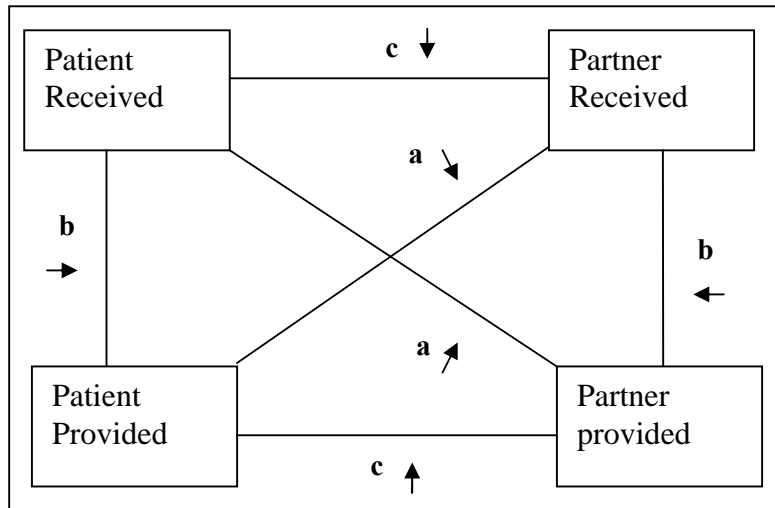 Patient
Received
c
Partner
Received
a
b
b
a
Patient
Provided
Partner
provided
c